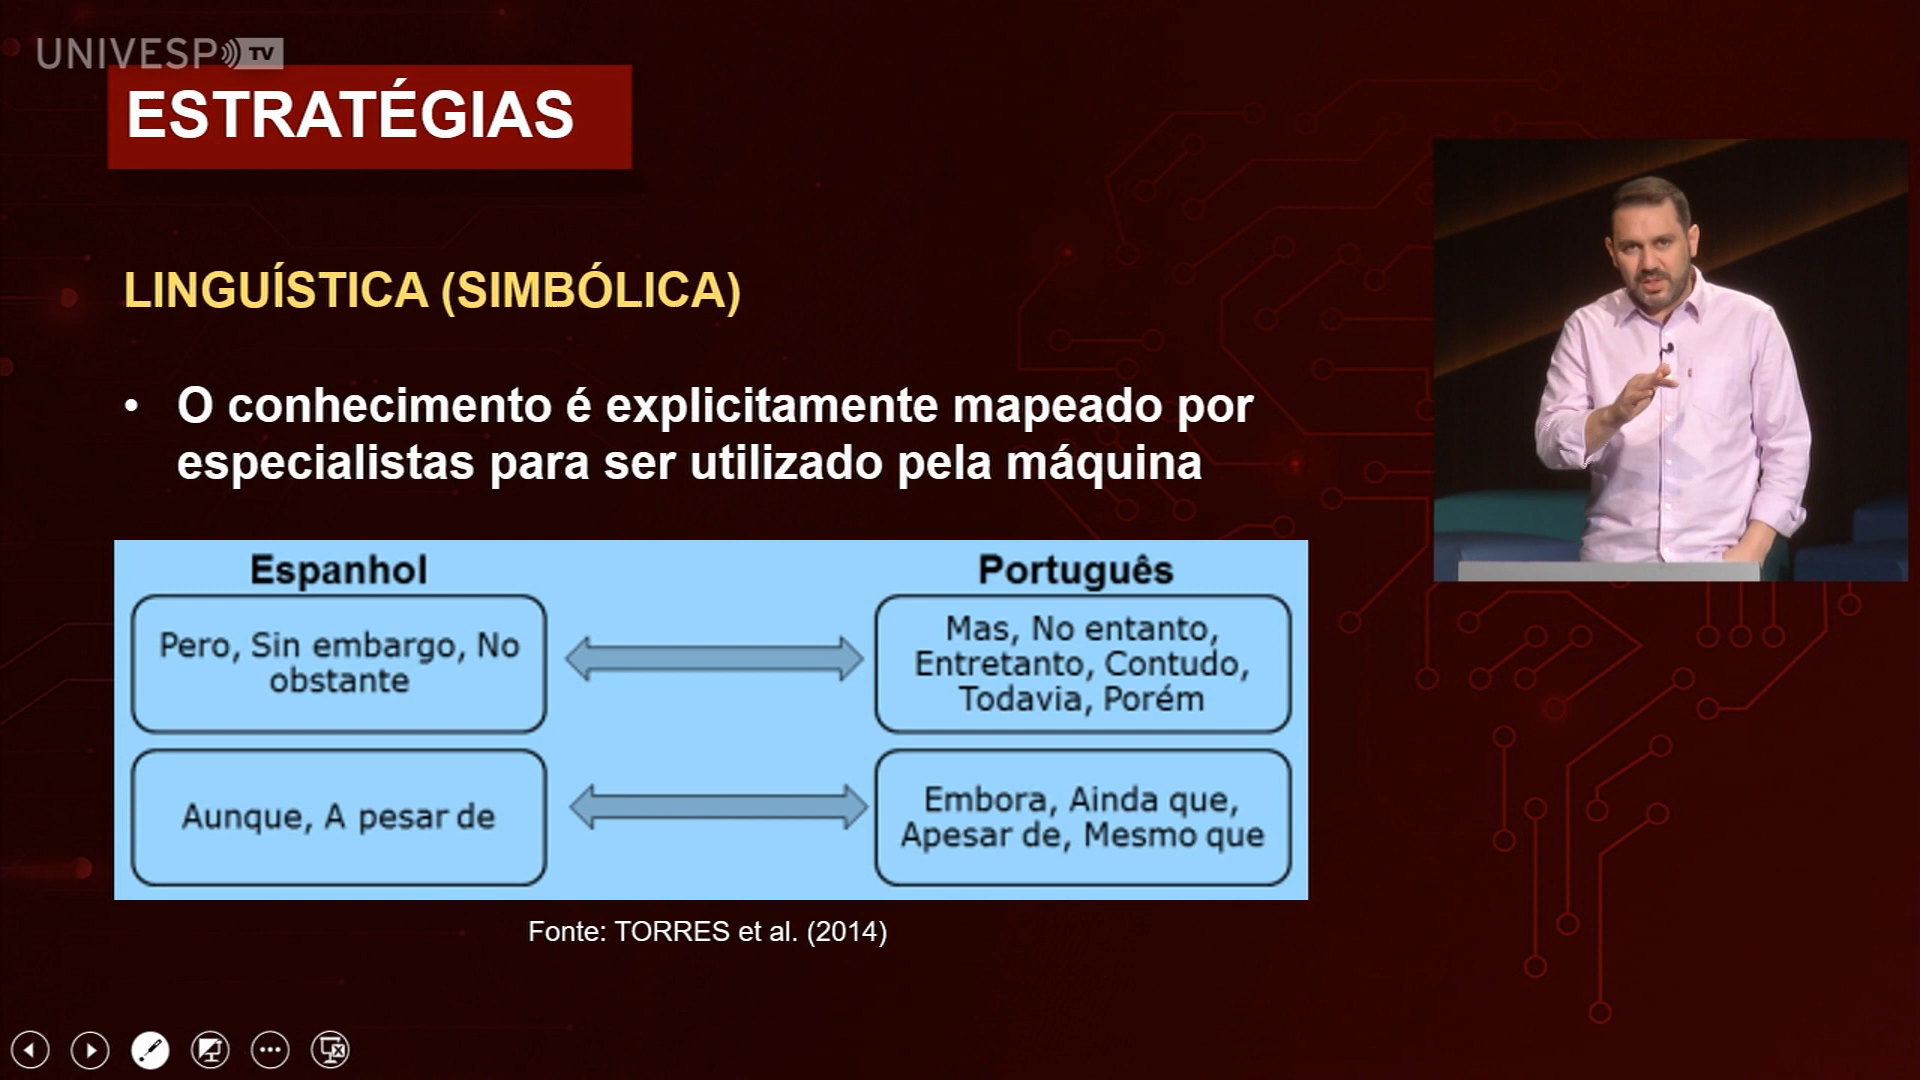 UNIVESP TV
ESTRATÉGIAS
LINGUÍSTICA (SIMBÓLICA)
• O conhecimento é explicitamente mapeado por
especialistas para ser utilizado pela máquina
Espanhol
Português
Pero, Sin embargo, No
obstante
Mas, No entanto,
Entretanto, Contudo,
Todavia, Porém
Aunque, A pesar de
Embora, Ainda que,
Apesar de, Mesmo que
Fonte: TORRES et al. (2014)